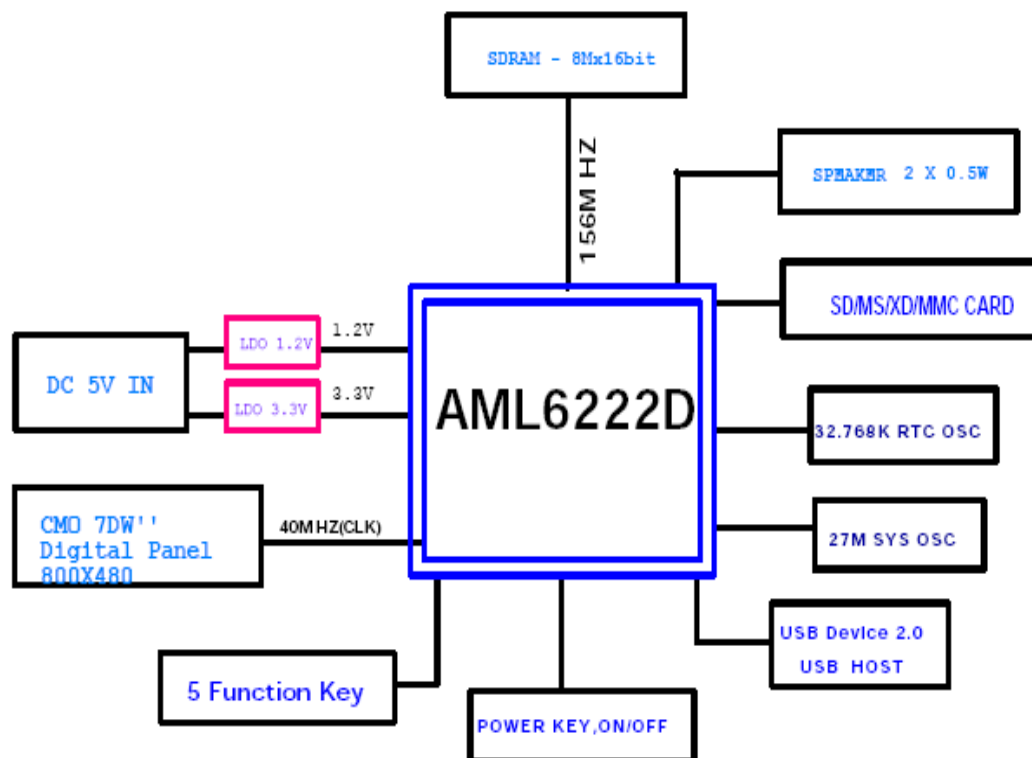 SDRAM - 8Mx16bit
156M HZ
SPEAKER 2 X 0.5W
SD/MS/XD/MMC CARD
DC 5V IN
LDO 1.2V
1.2V
LDO 3.3V
3.3V
AML6222D
32.768K RTC OSC
CMO 7DW''
Digital Panel
800X480
40MHZ(CLK)
27M SYS OSC
USB Device 2.0
USB HOST
5 Function Key
POWER KEY,ON/OFF